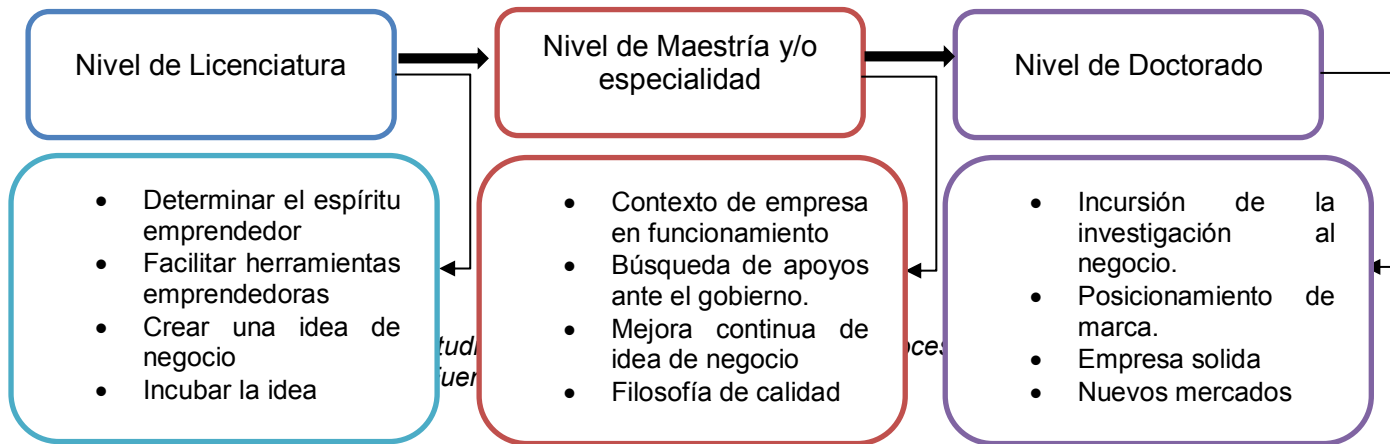 Nivel de Licenciatura
Nivel de Maestría y/o
especialidad
Nivel de Doctorado
• Determinar el espíritu
emprendedor
• Facilitar herramientas
emprendedoras
• Crear una idea de
negocio
• Incubar la idea
• Contexto de empresa
en funcionamiento
• Búsqueda de apoyos
ante el gobierno.
• Mejora continua de
idea de negocio
• Filosofía de calidad
• Incursión de la
investigación al
negocio.
• Posicionamiento de
marca.
• Empresa solida
• Nuevos mercados